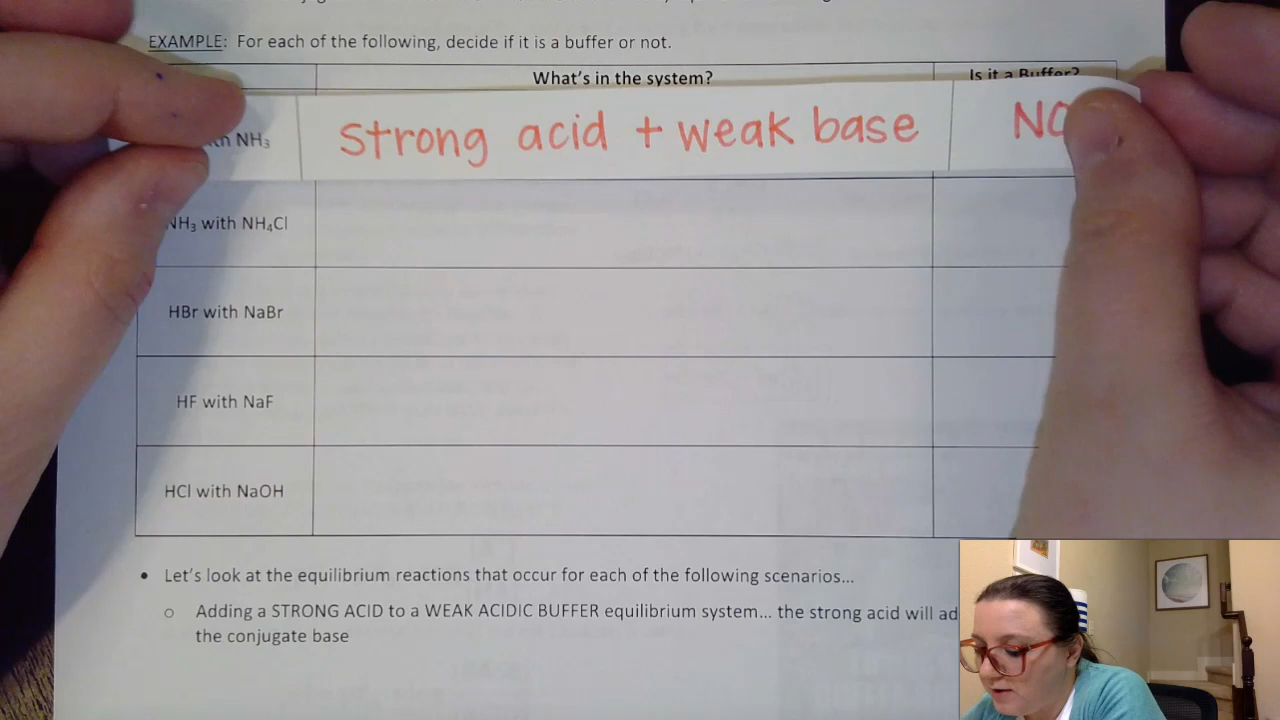 EXAMPLE: For each of the following, decide if it is a buffer or not.
What's in the system? Is it a Buffer?
NH₃ strong acid + weak base NO
NH₃ with NH₄Cl
HBr with NaBr
HF with NaF
HCl with NaOH
• Let's look at the equilibrium reactions that occur for each of the following scenarios...
o Adding a STRONG ACID to a WEAK ACIDIC BUFFER equilibrium system... the strong acid will ad
the conjugate base